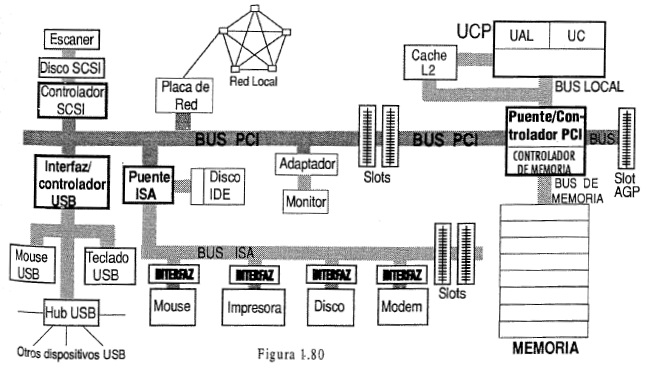 Escaner
Disco SCSI
Controlador
SCSI
Placa de
Red
Red Local
UCP
UAL
UC
Cache
L2
BUS LOCAL
BUS PCI
BUS PCI
Puente/Con-
trolador PCI
CONTROLADOR
DE MEMORIA
BUS
Slot
AGP
Interfaz/
controlador
USB
Puente
ISA
Disco
IDE
Adaptador
Monitor
Slots
BUS DE
MEMORIA
Mouse
USB
Teclado
USB
BUS ISA
INTERFAZ
INTERFAZ
INTERFAZ
INTERFAZ
Slots
Hub USB
Mouse
Impresora
Disco
Modem
Otros dispositivos USB
Figura 1.80
MEMORIA